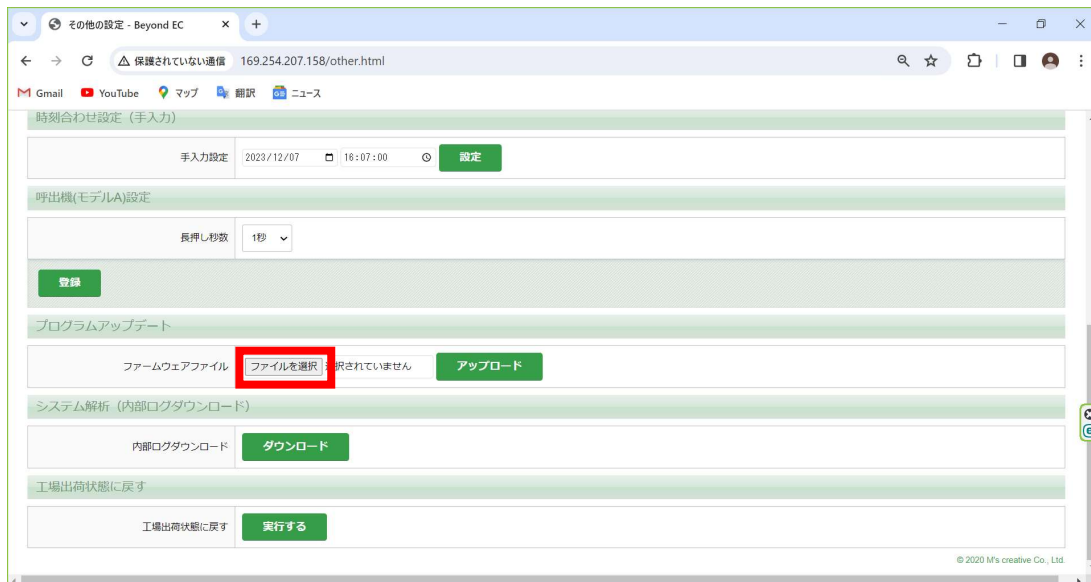 その他の設定 - Beyond EC
保護されていない通信 169.254.207.158/other.html
Gmail YouTube マップ 翻訳 ニュース
時刻合わせ設定（手入力）
手入力設定 2023/12/07 16:07:00 設定
呼出機(モデルA)設定
長押し秒数 1秒
登録
プログラムアップデート
ファームウェアファイル ファイルを選択 択されていません アップロード
システム解析（内部ログダウンロード）
内部ログダウンロード ダウンロード
工場出荷状態に戻す
工場出荷状態に戻す 実行する
© 2020 M's creative Co., Ltd.